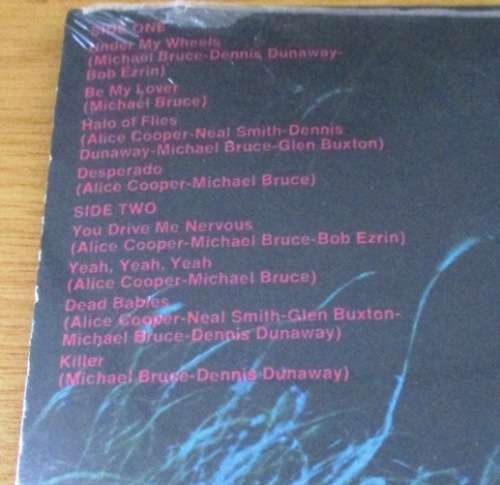 SIDE ONE
Under My Wheels
(Michael Bruce-Dennis Dunaway-
Bob Ezrin)
Be My Lover
(Michael Bruce)
Halo of Flies
(Alice Cooper-Neal Smith-Dennis
Dunaway-Michael Bruce-Glen Buxton)
Desperado
(Alice Cooper-Michael Bruce)
SIDE TWO
You Drive Me Nervous
(Alice Cooper-Michael Bruce-Bob Ezrin)
Yeah, Yeah, Yeah
(Alice Cooper-Michael Bruce)
Dead Babies
(Alice Cooper-Neal Smith-Glen Buxton-
Michael Bruce-Dennis Dunaway)
Killer
(Michael Bruce-Dennis Dunaway)